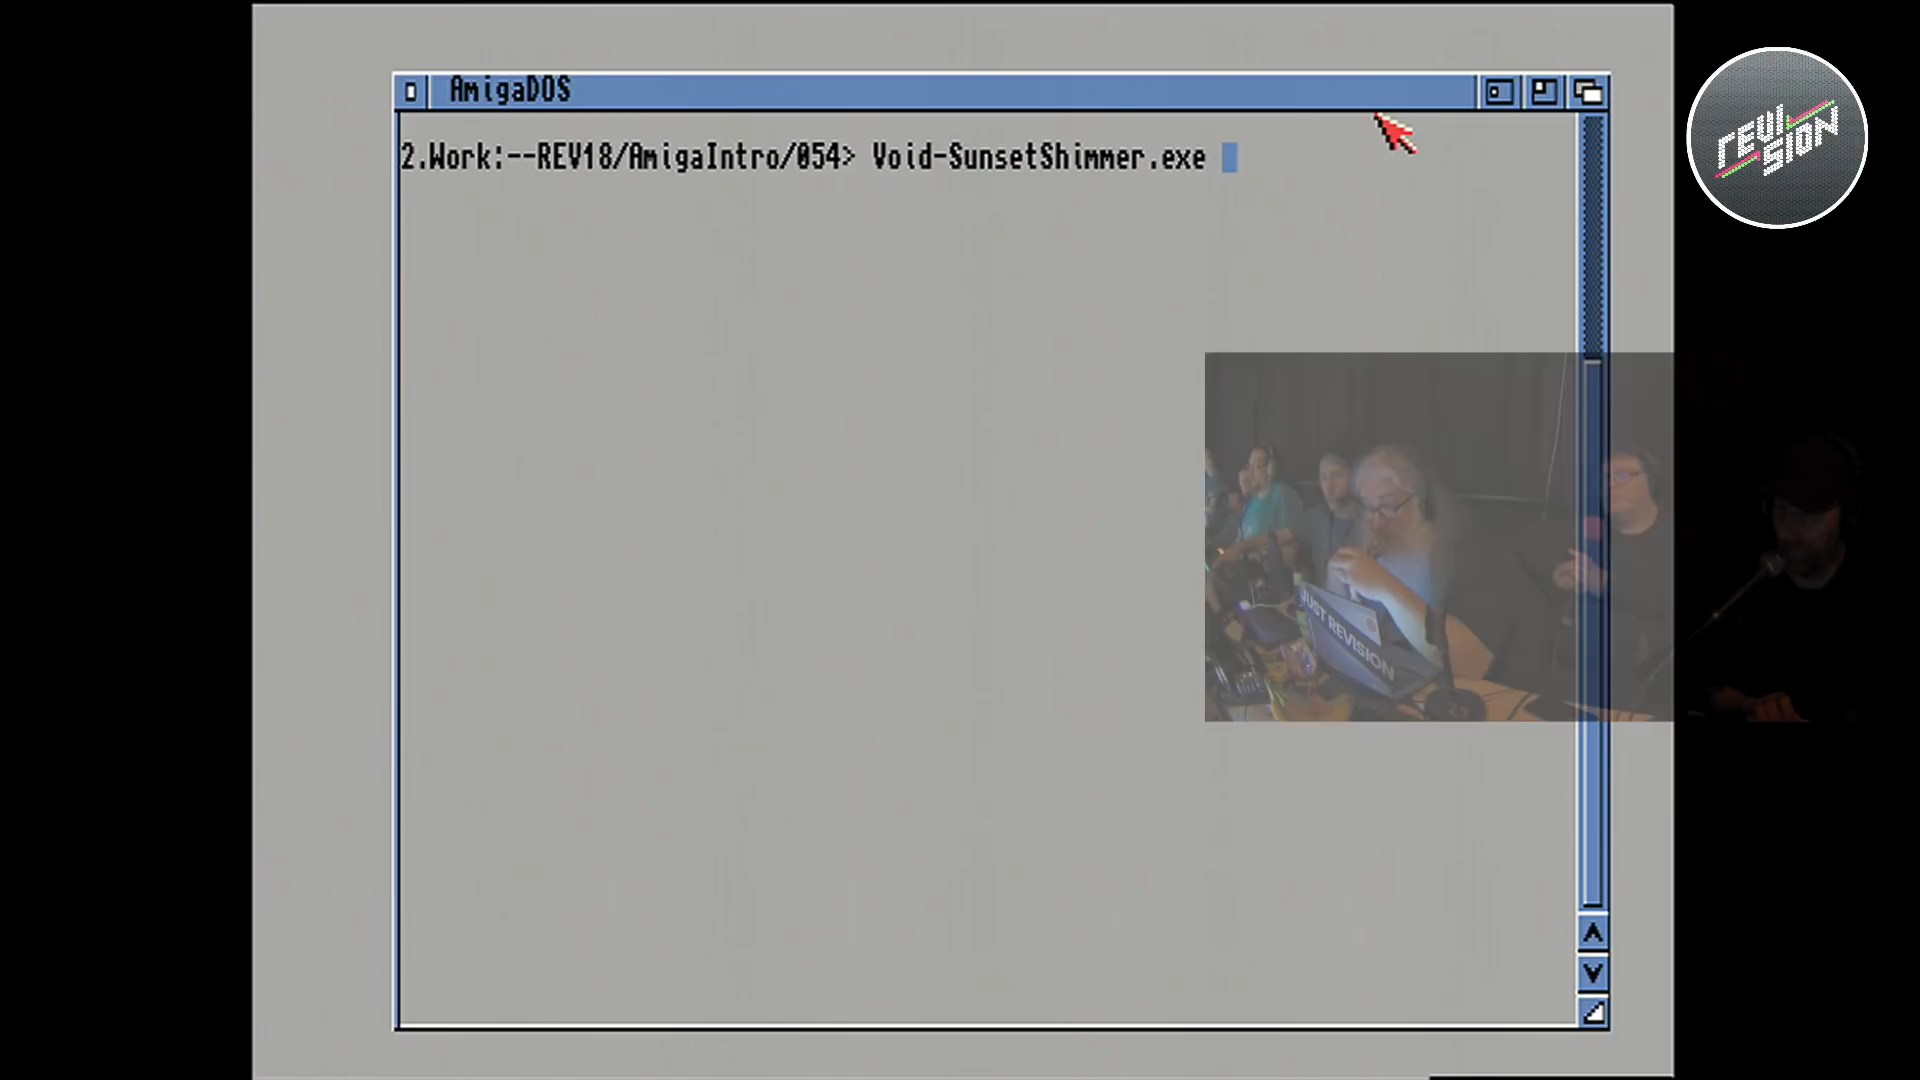 AmigaDOS
REVISION
2.Work:--REV18/AmigaIntro/054> Void-SunsetShimmer.exe
JUST REVISION